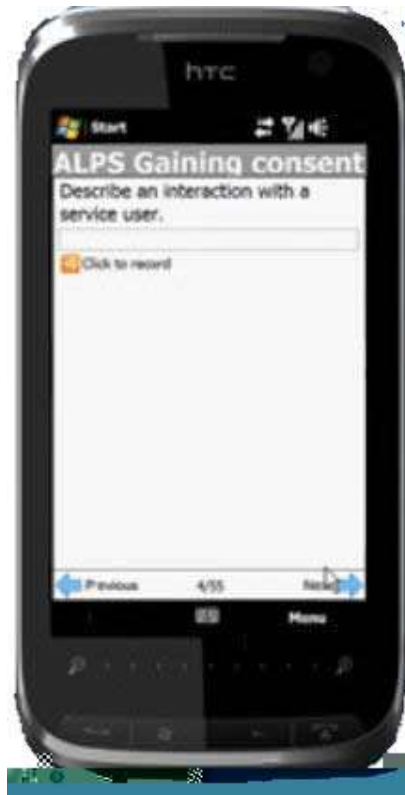 hTC
Start
ALPS Gaining consent
Describe an interaction with a
service user.
Click to record
Previous 4/55 Next
Menu